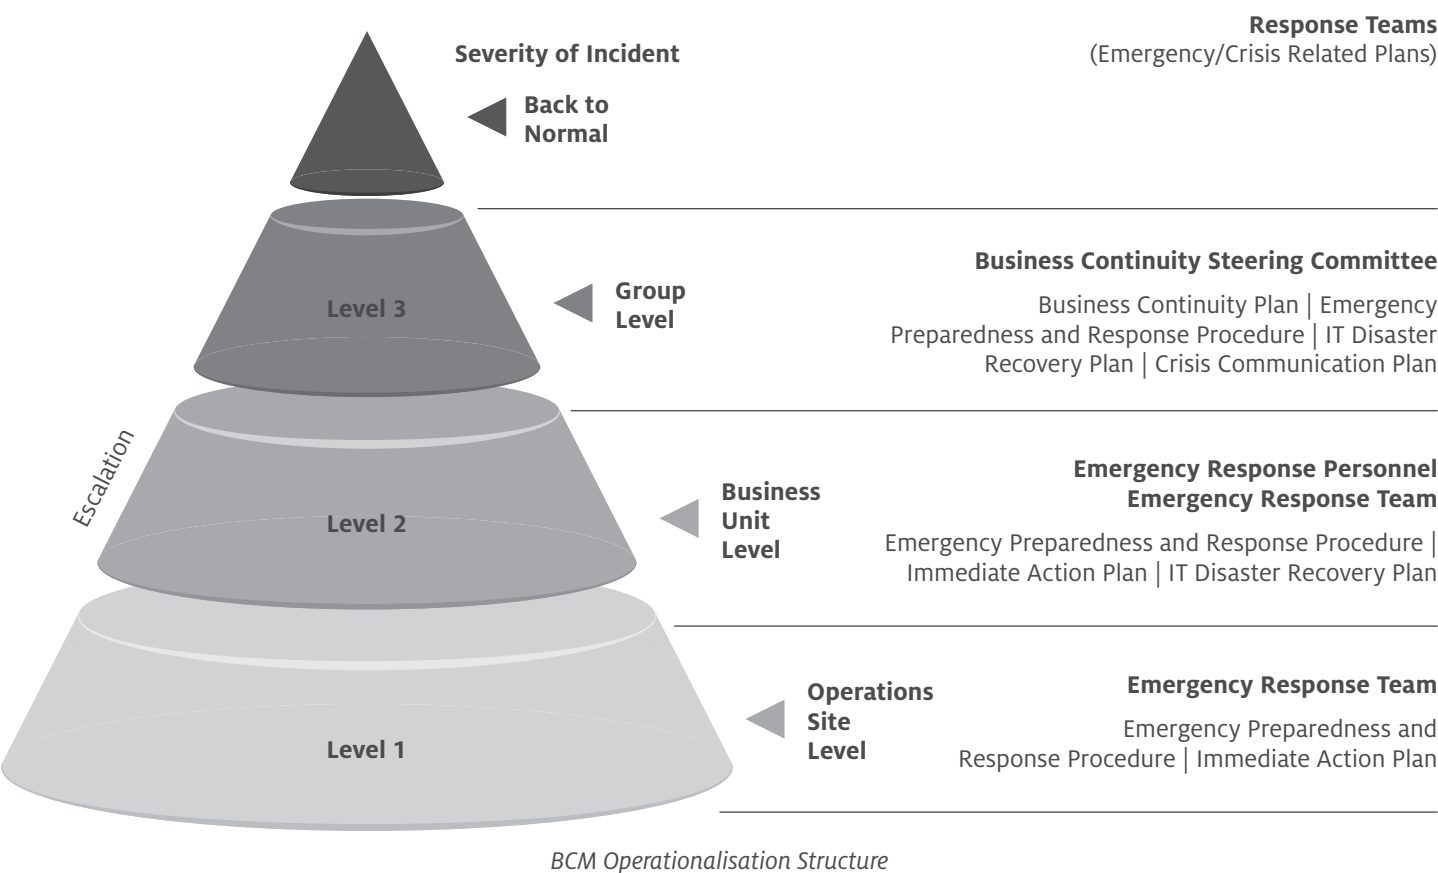 Response Teams
(Emergency/Crisis Related Plans)
Severity of Incident
Back to
Normal
Level 3
Group
Level
Business Continuity Steering Committee
Business Continuity Plan | Emergency
Preparedness and Response Procedure | IT Disaster
Recovery Plan | Crisis Communication Plan
Escalation
Level 2
Business
Unit
Level
Emergency Response Personnel
Emergency Response Team
Emergency Preparedness and Response Procedure |
Immediate Action Plan | IT Disaster Recovery Plan
Level 1
Operations
Site
Level
Emergency Response Team
Emergency Preparedness and
Response Procedure | Immediate Action Plan
BCM Operationalisation Structure